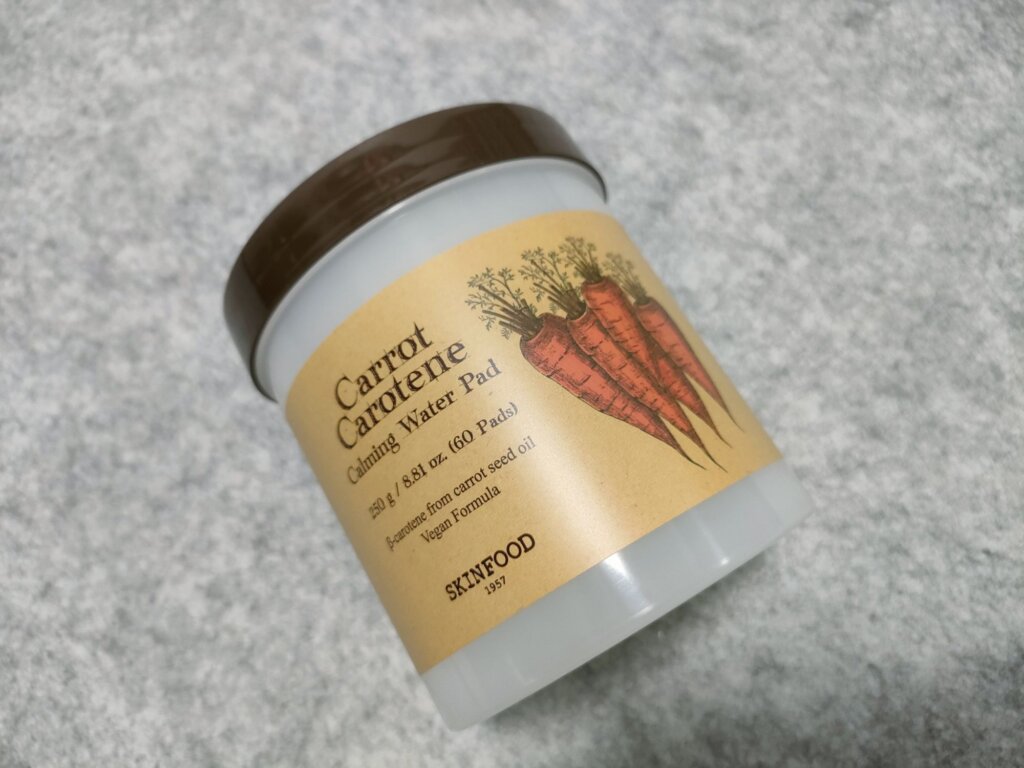 Carrot
Carotene
Calming Water Pad
250 g / 8.81 oz. (60 Pads)
β-carotene from carrot seed oil
Vegan Formula
SKINFOOD
1957